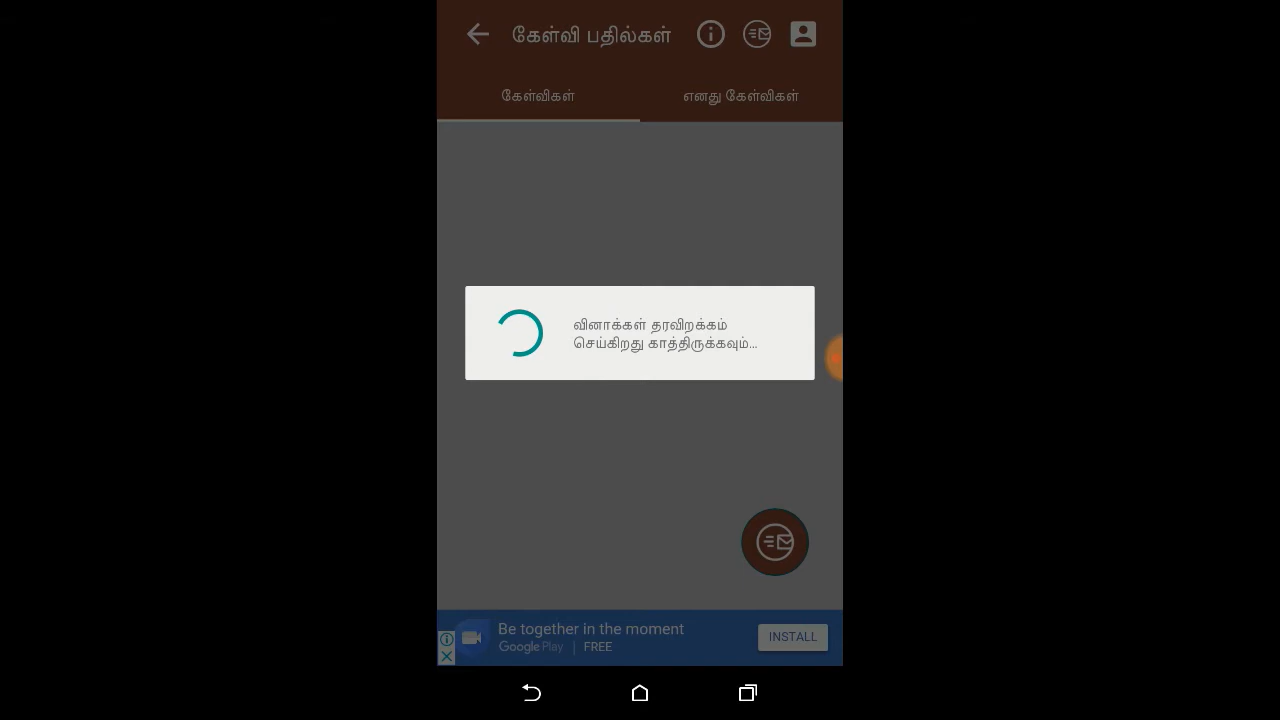 கேள்வி பதில்கள்
கேள்விகள்
எனது கேள்விகள்
வினாக்கள் தரவிறக்கம்
செய்கிறது காத்திருக்கவும்...
Be together in the moment
Google Play | FREE
INSTALL